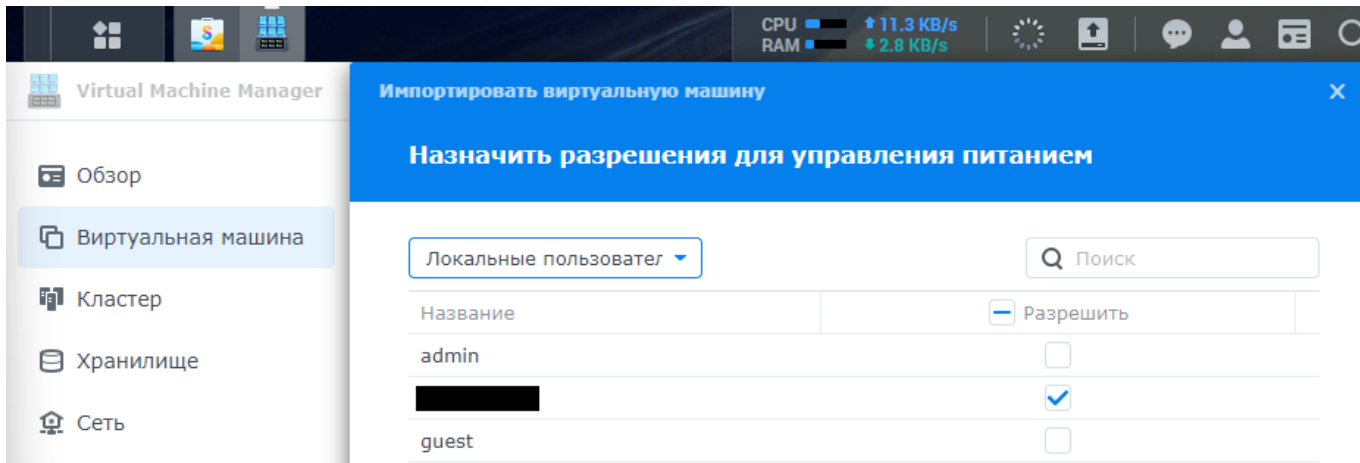 CPU 11.3 KB/s
RAM 2.8 KB/s
Virtual Machine Manager
Импортировать виртуальную машину
Назначить разрешения для управления питанием
Обзор
Виртуальная машина
Кластер
Хранилище
Сеть
Локальные пользовател
Поиск
Название Разрешить
admin
guest